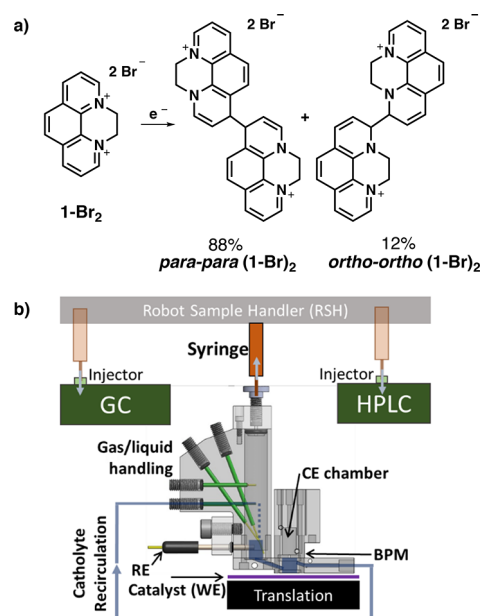 a)
2 Br⁻
2 Br⁻
2 Br⁻
N⁺
N⁺
e⁻
+
N⁺
N
N
N⁺
N⁺
N
N
N⁺
1-Br₂
88%
12%
para-para (1-Br)₂
ortho-ortho (1-Br)₂
b)
Robot Sample Handler (RSH)
Syringe
Injector
Injector
GC
HPLC
Gas/liquid
handling
CE chamber
BPM
Catholyte
Recirculation
RE
Catalyst (WE)
Translation